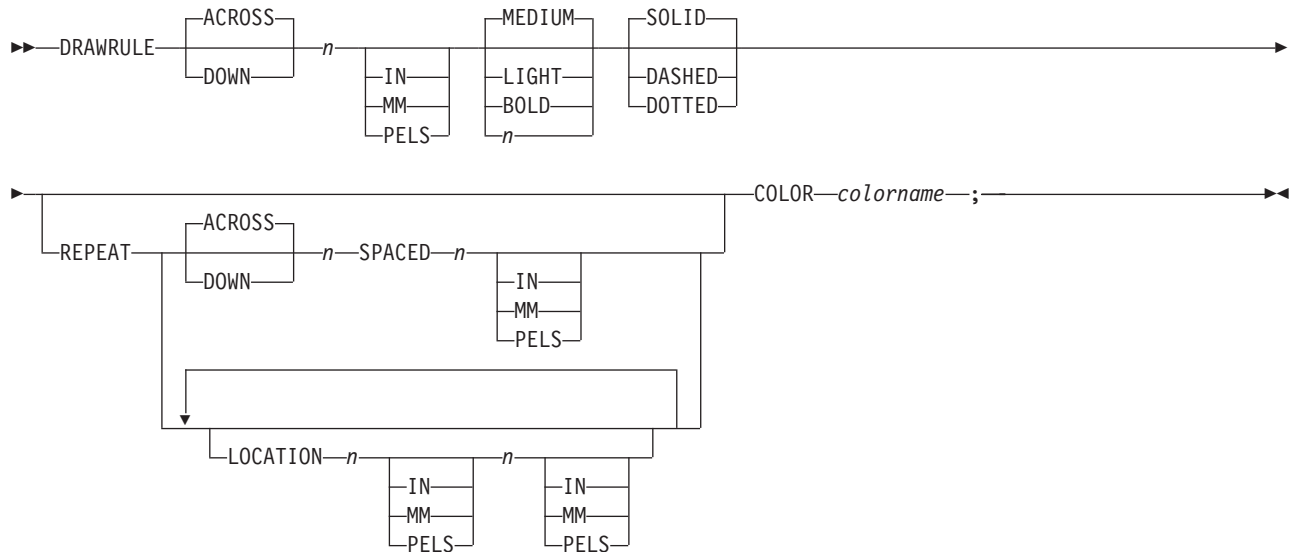 ACROSS MEDIUM SOLID
DRAWRULE n
DOWN IN LIGHT DASHED
MM BOLD DOTTED
PELS n
COLOR colorname ;
ACROSS
REPEAT n SPACED n
DOWN IN
MM
PELS
LOCATION n n
IN IN
MM MM
PELS PELS